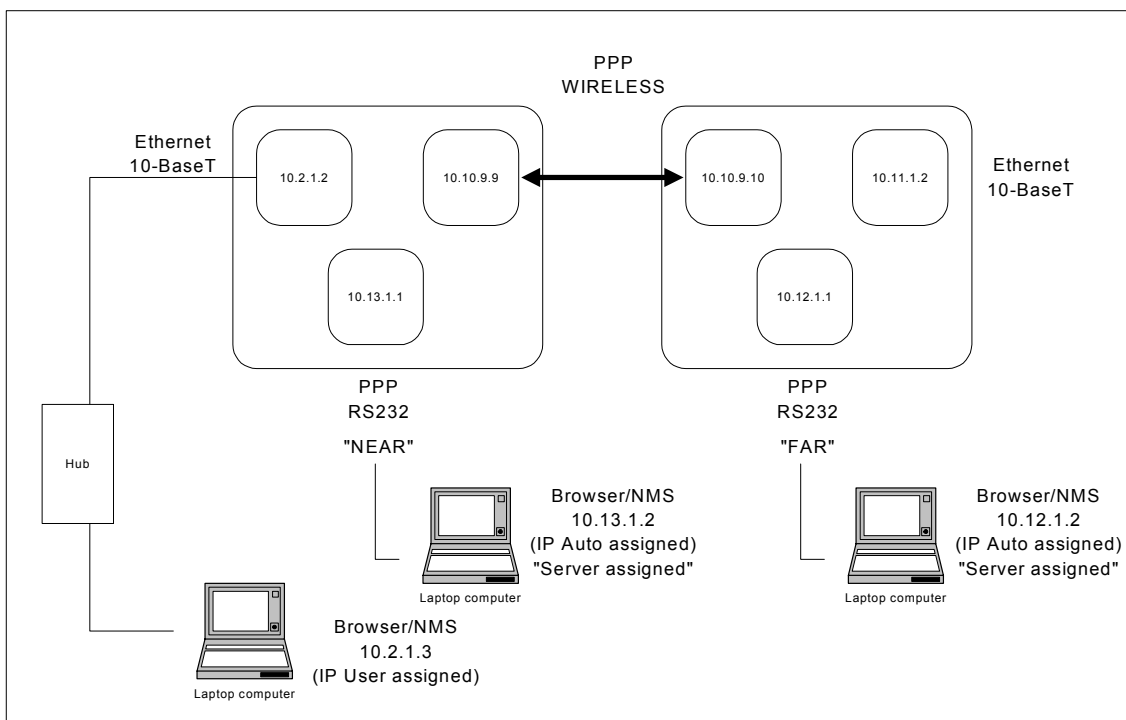 PPP
WIRELESS
Ethernet
10-BaseT
10.2.1.2
10.10.9.9
10.13.1.1
10.10.9.10
10.11.1.2
10.12.1.1
Ethernet
10-BaseT
PPP
RS232
"NEAR"
PPP
RS232
"FAR"
Hub
Browser/NMS
10.13.1.2
(IP Auto assigned)
"Server assigned"
Laptop computer
Browser/NMS
10.12.1.2
(IP Auto assigned)
"Server assigned"
Laptop computer
Browser/NMS
10.2.1.3
(IP User assigned)
Laptop computer